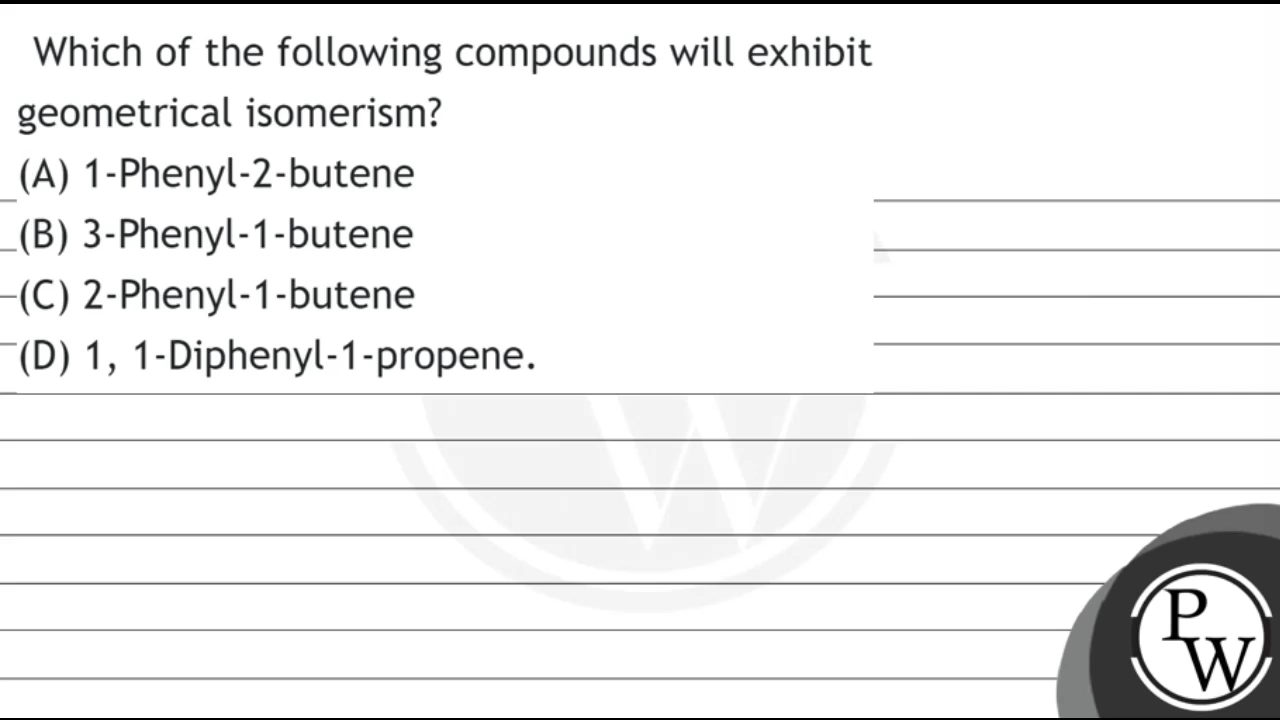 Which of the following compounds will exhibit
geometrical isomerism?
(A) 1-Phenyl-2-butene
(B) 3-Phenyl-1-butene
(C) 2-Phenyl-1-butene
(D) 1, 1-Diphenyl-1-propene.
PW